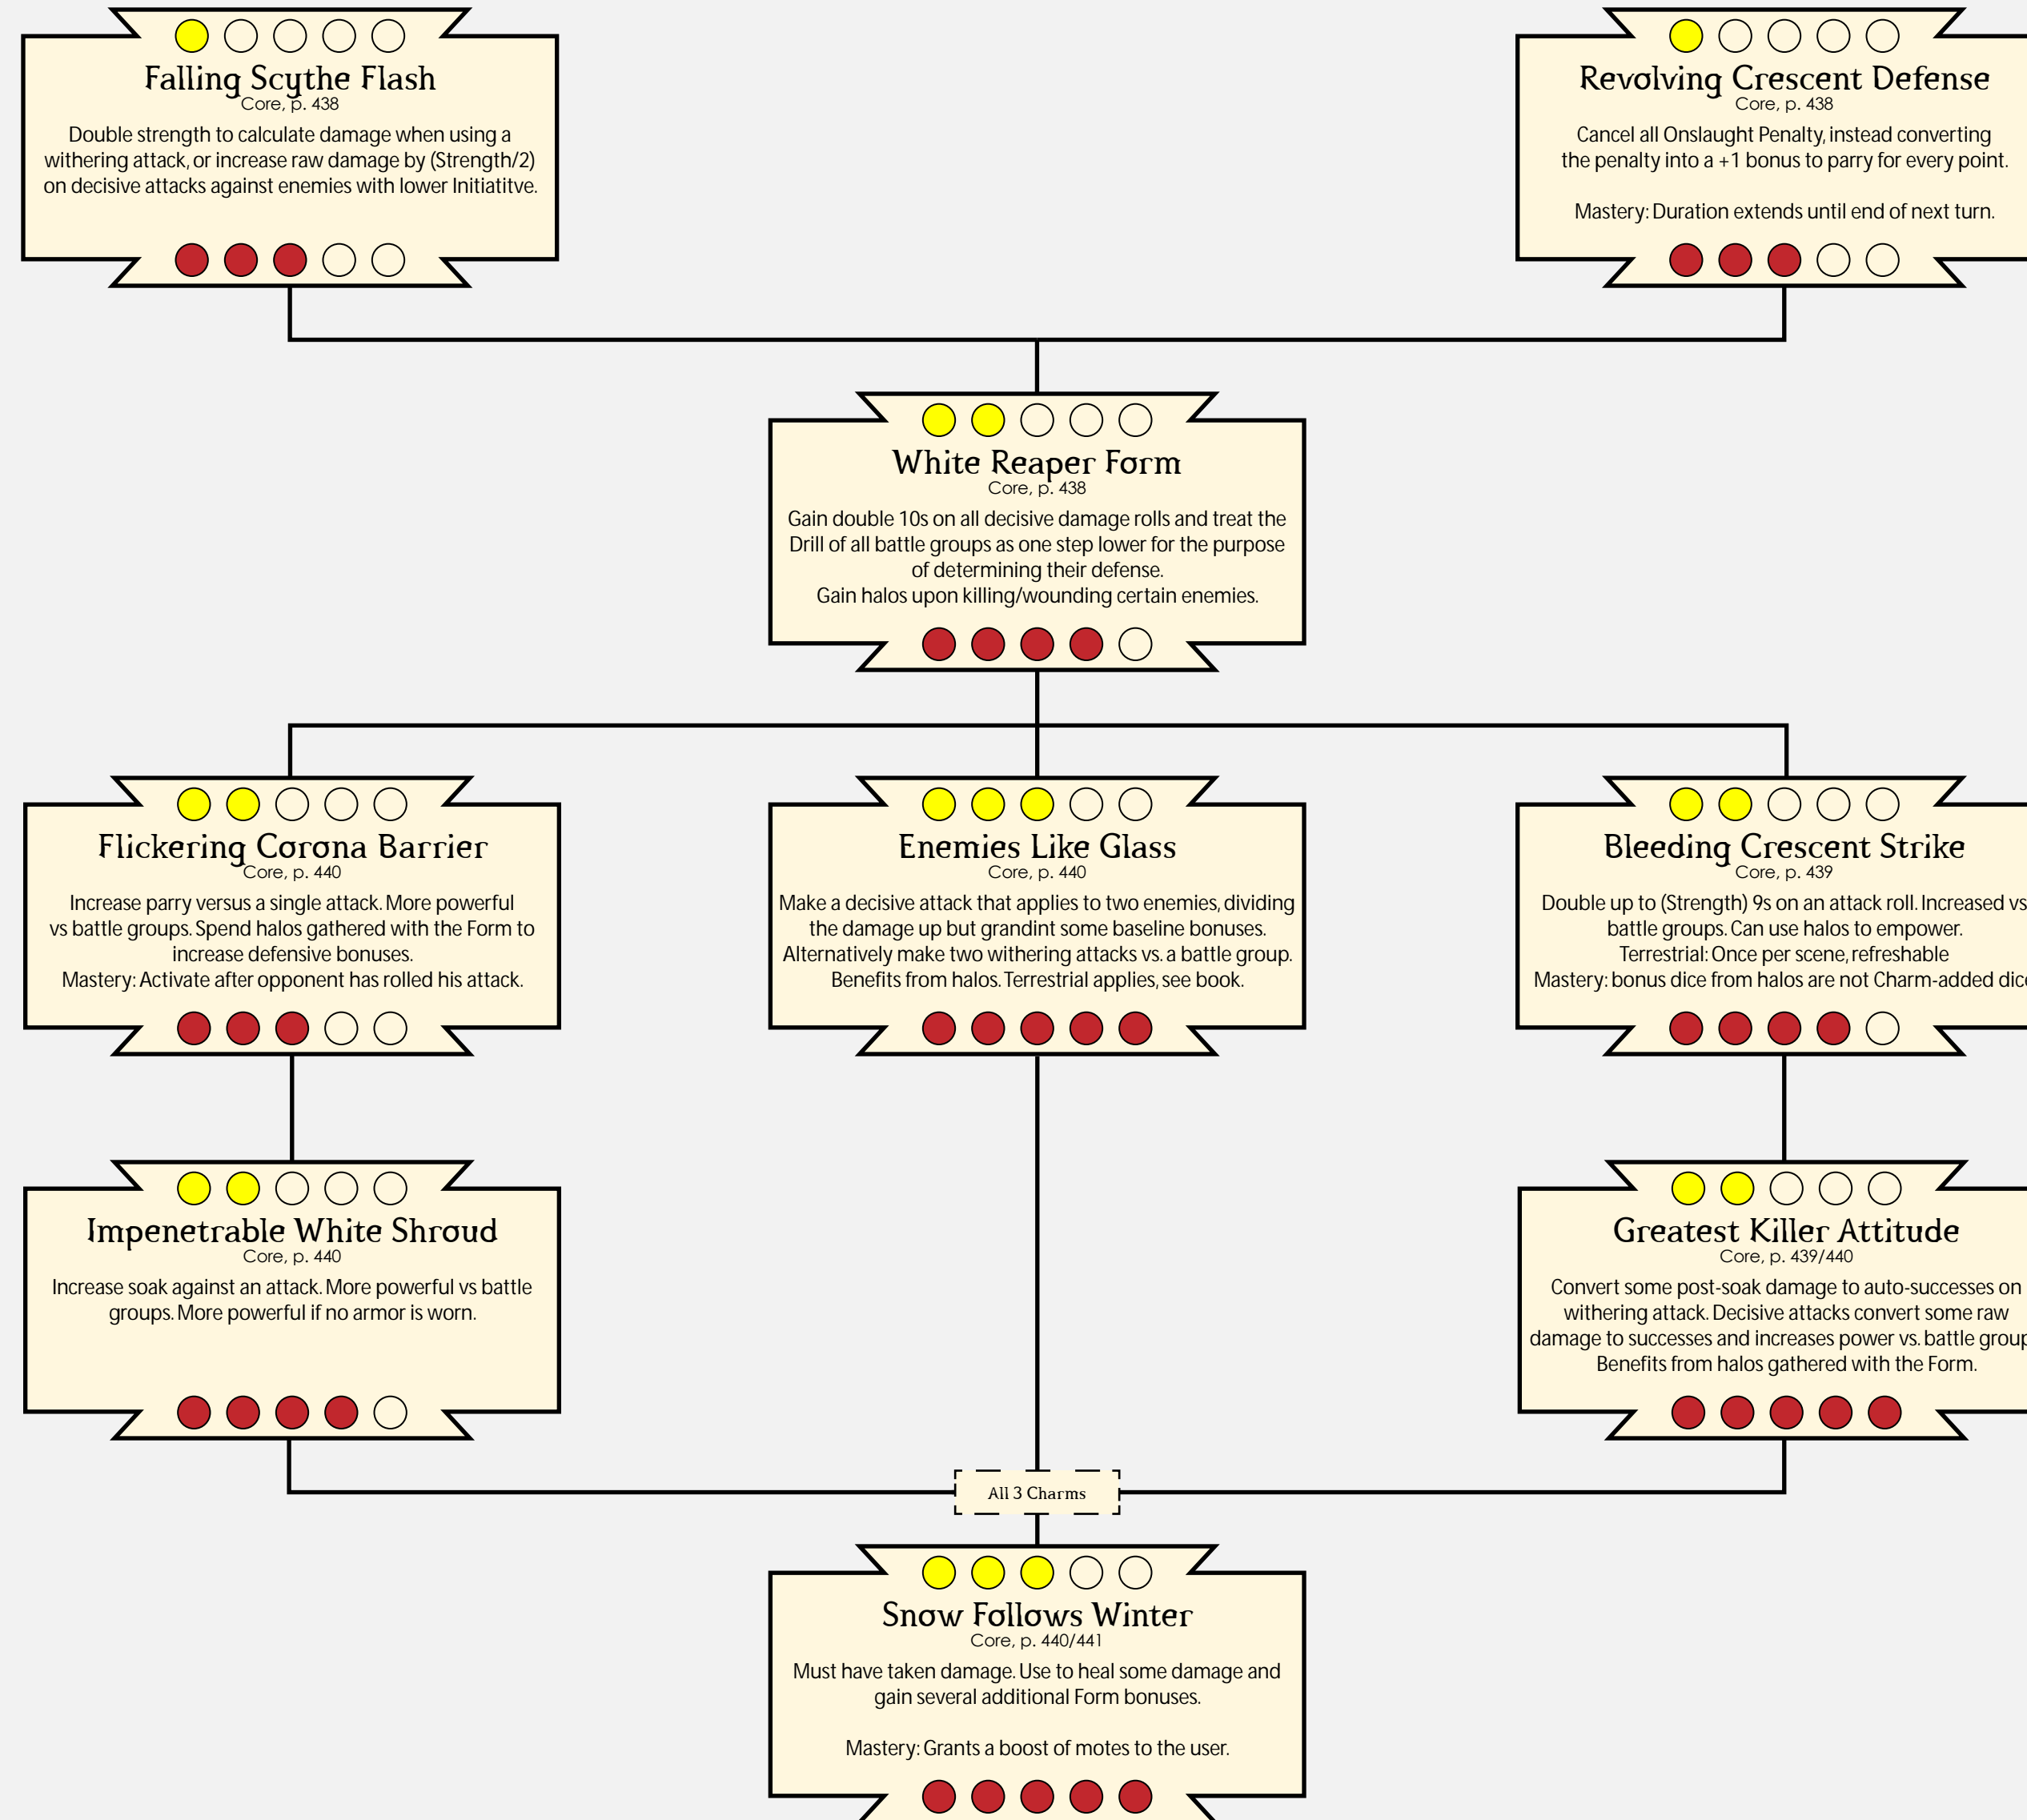 Falling Scythe Flash
Core, p. 438
Double strength to calculate damage when using a
withering attack, or increase raw damage by (Strength/2)
on decisive attacks against enemies with lower Initiatitve.
Revolving Crescent Defense
Core, p. 438
Cancel all Onslaught Penalty, instead converting
the penalty into a +1 bonus to parry for every point.
Mastery: Duration extends until end of next turn.
White Reaper Form
Core, p. 438
Gain double 10s on all decisive damage rolls and treat the
Drill of all battle groups as one step lower for the purpose
of determining their defense.
Gain halos upon killing/wounding certain enemies.
Flickering Corona Barrier
Core, p. 440
Increase parry versus a single attack. More powerful
vs battle groups. Spend halos gathered with the Form to
increase defensive bonuses.
Mastery: Activate after opponent has rolled his attack.
Enemies Like Glass
Core, p. 440
Make a decisive attack that applies to two enemies, dividing
the damage up but grandint some baseline bonuses.
Alternatively make two withering attacks vs. a battle group.
Benefits from halos. Terrestrial applies, see book.
Bleeding Crescent Strike
Core, p. 439
Double up to (Strength) 9s on an attack roll. Increased vs
battle groups. Can use halos to empower.
Terrestrial: Once per scene, refreshable
Mastery: bonus dice from halos are not Charm-added dice
Impenetrable White Shroud
Core, p. 440
Increase soak against an attack. More powerful vs battle
groups. More powerful if no armor is worn.
Greatest Killer Attitude
Core, p. 439/440
Convert some post-soak damage to auto-successes on
withering attack. Decisive attacks convert some raw
damage to successes and increases power vs. battle group
Benefits from halos gathered with the Form.
All 3 Charms
Snow Follows Winter
Core, p. 440/441
Must have taken damage. Use to heal some damage and
gain several additional Form bonuses.
Mastery: Grants a boost of motes to the user.